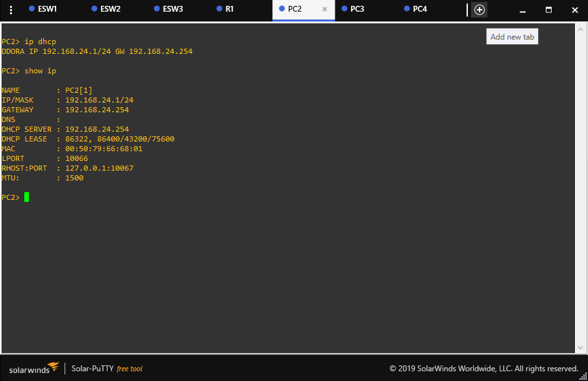 ESW1 ESW2 ESW3 R1 PC2 PC3 PC4
Add new tab
PC2> ip dhcp
DDORA IP 192.168.24.1/24 GW 192.168.24.254
PC2> show ip
NAME : PC2[1]
IP/MASK : 192.168.24.1/24
GATEWAY : 192.168.24.254
DNS :
DHCP SERVER : 192.168.24.254
DHCP LEASE : 86322, 86400/43200/75600
MAC : 00:50:79:66:68:01
LPORT : 10066
RHOST:PORT : 127.0.0.1:10067
MTU: : 1500
PC2>
solarwinds Solar-PuTTY free tool © 2019 SolarWinds Worldwide, LLC. All rights reserved.